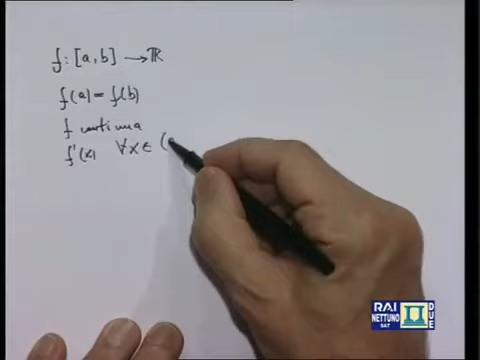 f: [a, b] → ℝ
f(a) = f(b)
f continua
f'(x) ∀x ∈ (
RAI
NETTUNO
SAT
DUE